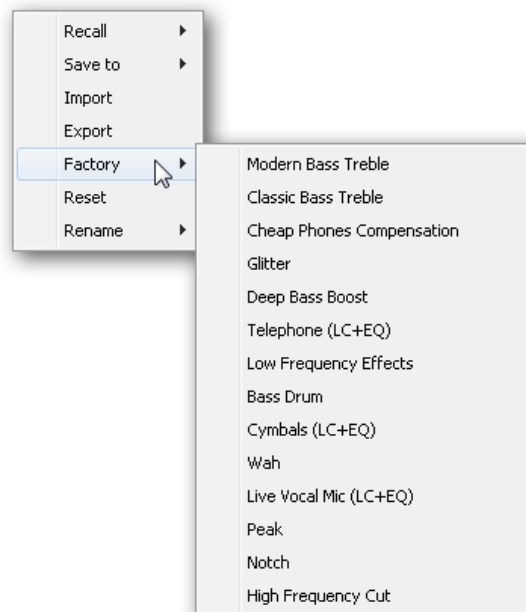 Recall
Save to
Import
Export
Factory
Reset
Rename
Modern Bass Treble
Classic Bass Treble
Cheap Phones Compensation
Glitter
Deep Bass Boost
Telephone (LC+EQ)
Low Frequency Effects
Bass Drum
Cymbals (LC+EQ)
Wah
Live Vocal Mic (LC+EQ)
Peak
Notch
High Frequency Cut